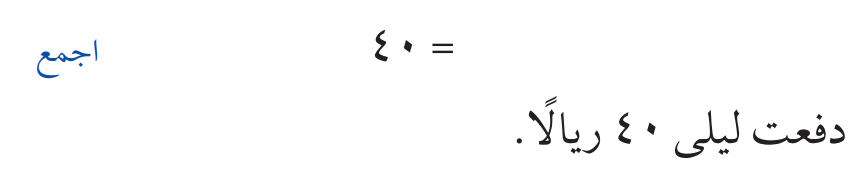 = ٤٠ اجمع
دفعت ليلى ٤٠ ريالًا.